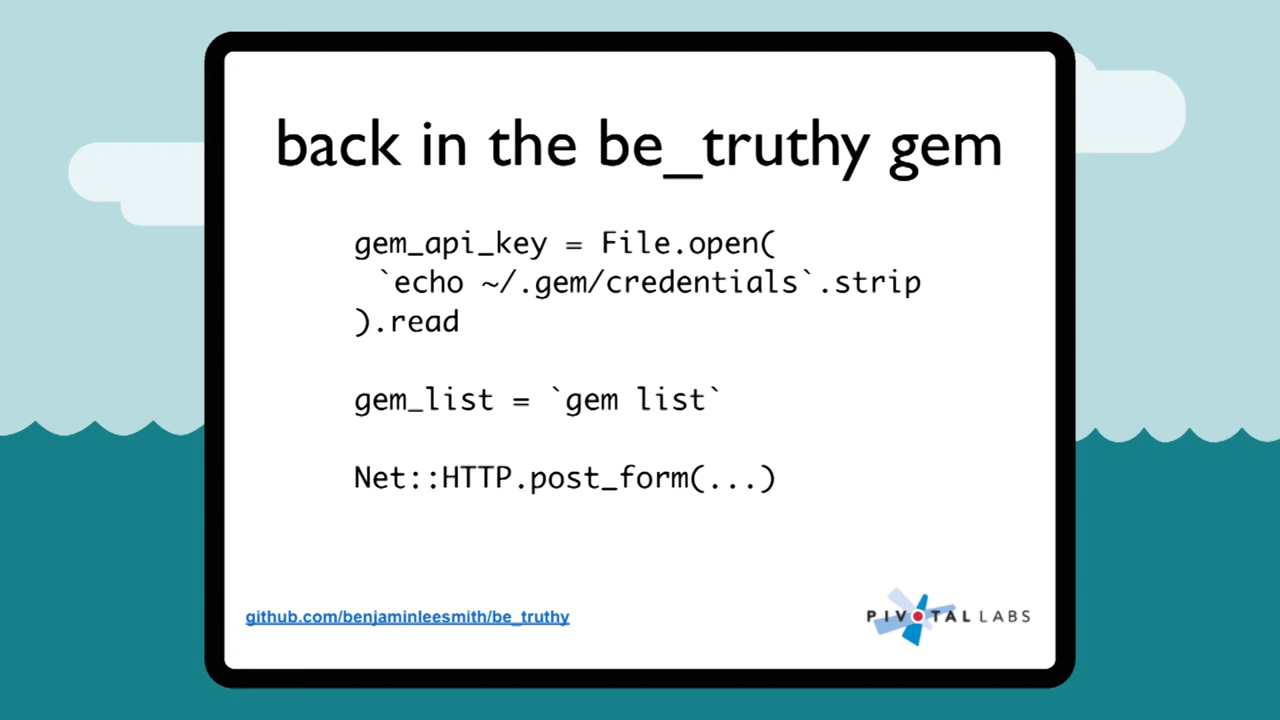 back in the be_truthy gem
gem_api_key = File.open(
`echo ~/.gem/credentials`.strip
).read
gem_list = `gem list`
Net::HTTP.post_form(...)
github.com/benjaminleesmith/be_truthy
PIVOTAL LABS